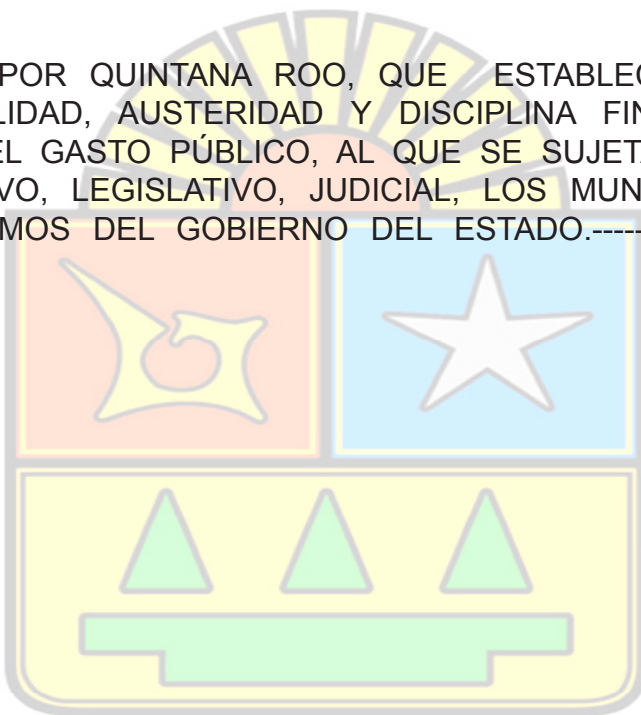 POR QUINTANA ROO, QUE ESTABLEC
LIDAD, AUSTERIDAD Y DISCIPLINA FIN
EL GASTO PÚBLICO, AL QUE SE SUJETA
VO, LEGISLATIVO, JUDICIAL, LOS MUN
MOS DEL GOBIERNO DEL ESTADO.------